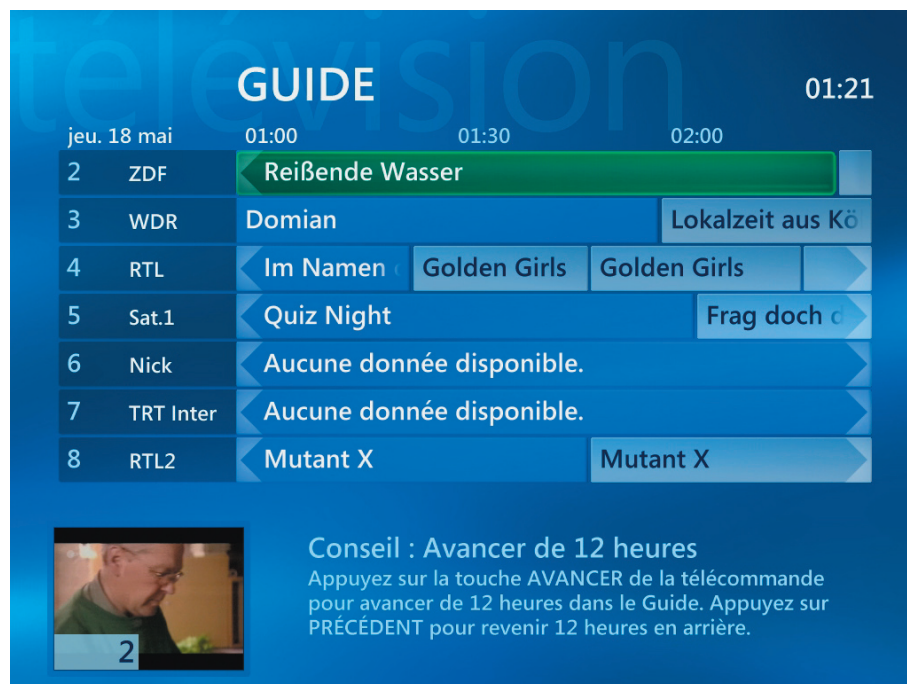 télévision
GUIDE
01:21
jeu. 18 mai 01:00 01:30 02:00
2 ZDF Reißende Wasser
3 WDR Domian Lokalzeit aus Kö
4 RTL Im Namen Golden Girls Golden Girls
5 Sat.1 Quiz Night Frag doch d
6 Nick Aucune donnée disponible.
7 TRT Inter Aucune donnée disponible.
8 RTL2 Mutant X Mutant X
Conseil : Avancer de 12 heures
Appuyez sur la touche AVANCER de la télécommande
pour avancer de 12 heures dans le Guide. Appuyez sur
PRÉCÉDENT pour revenir 12 heures en arrière.
2